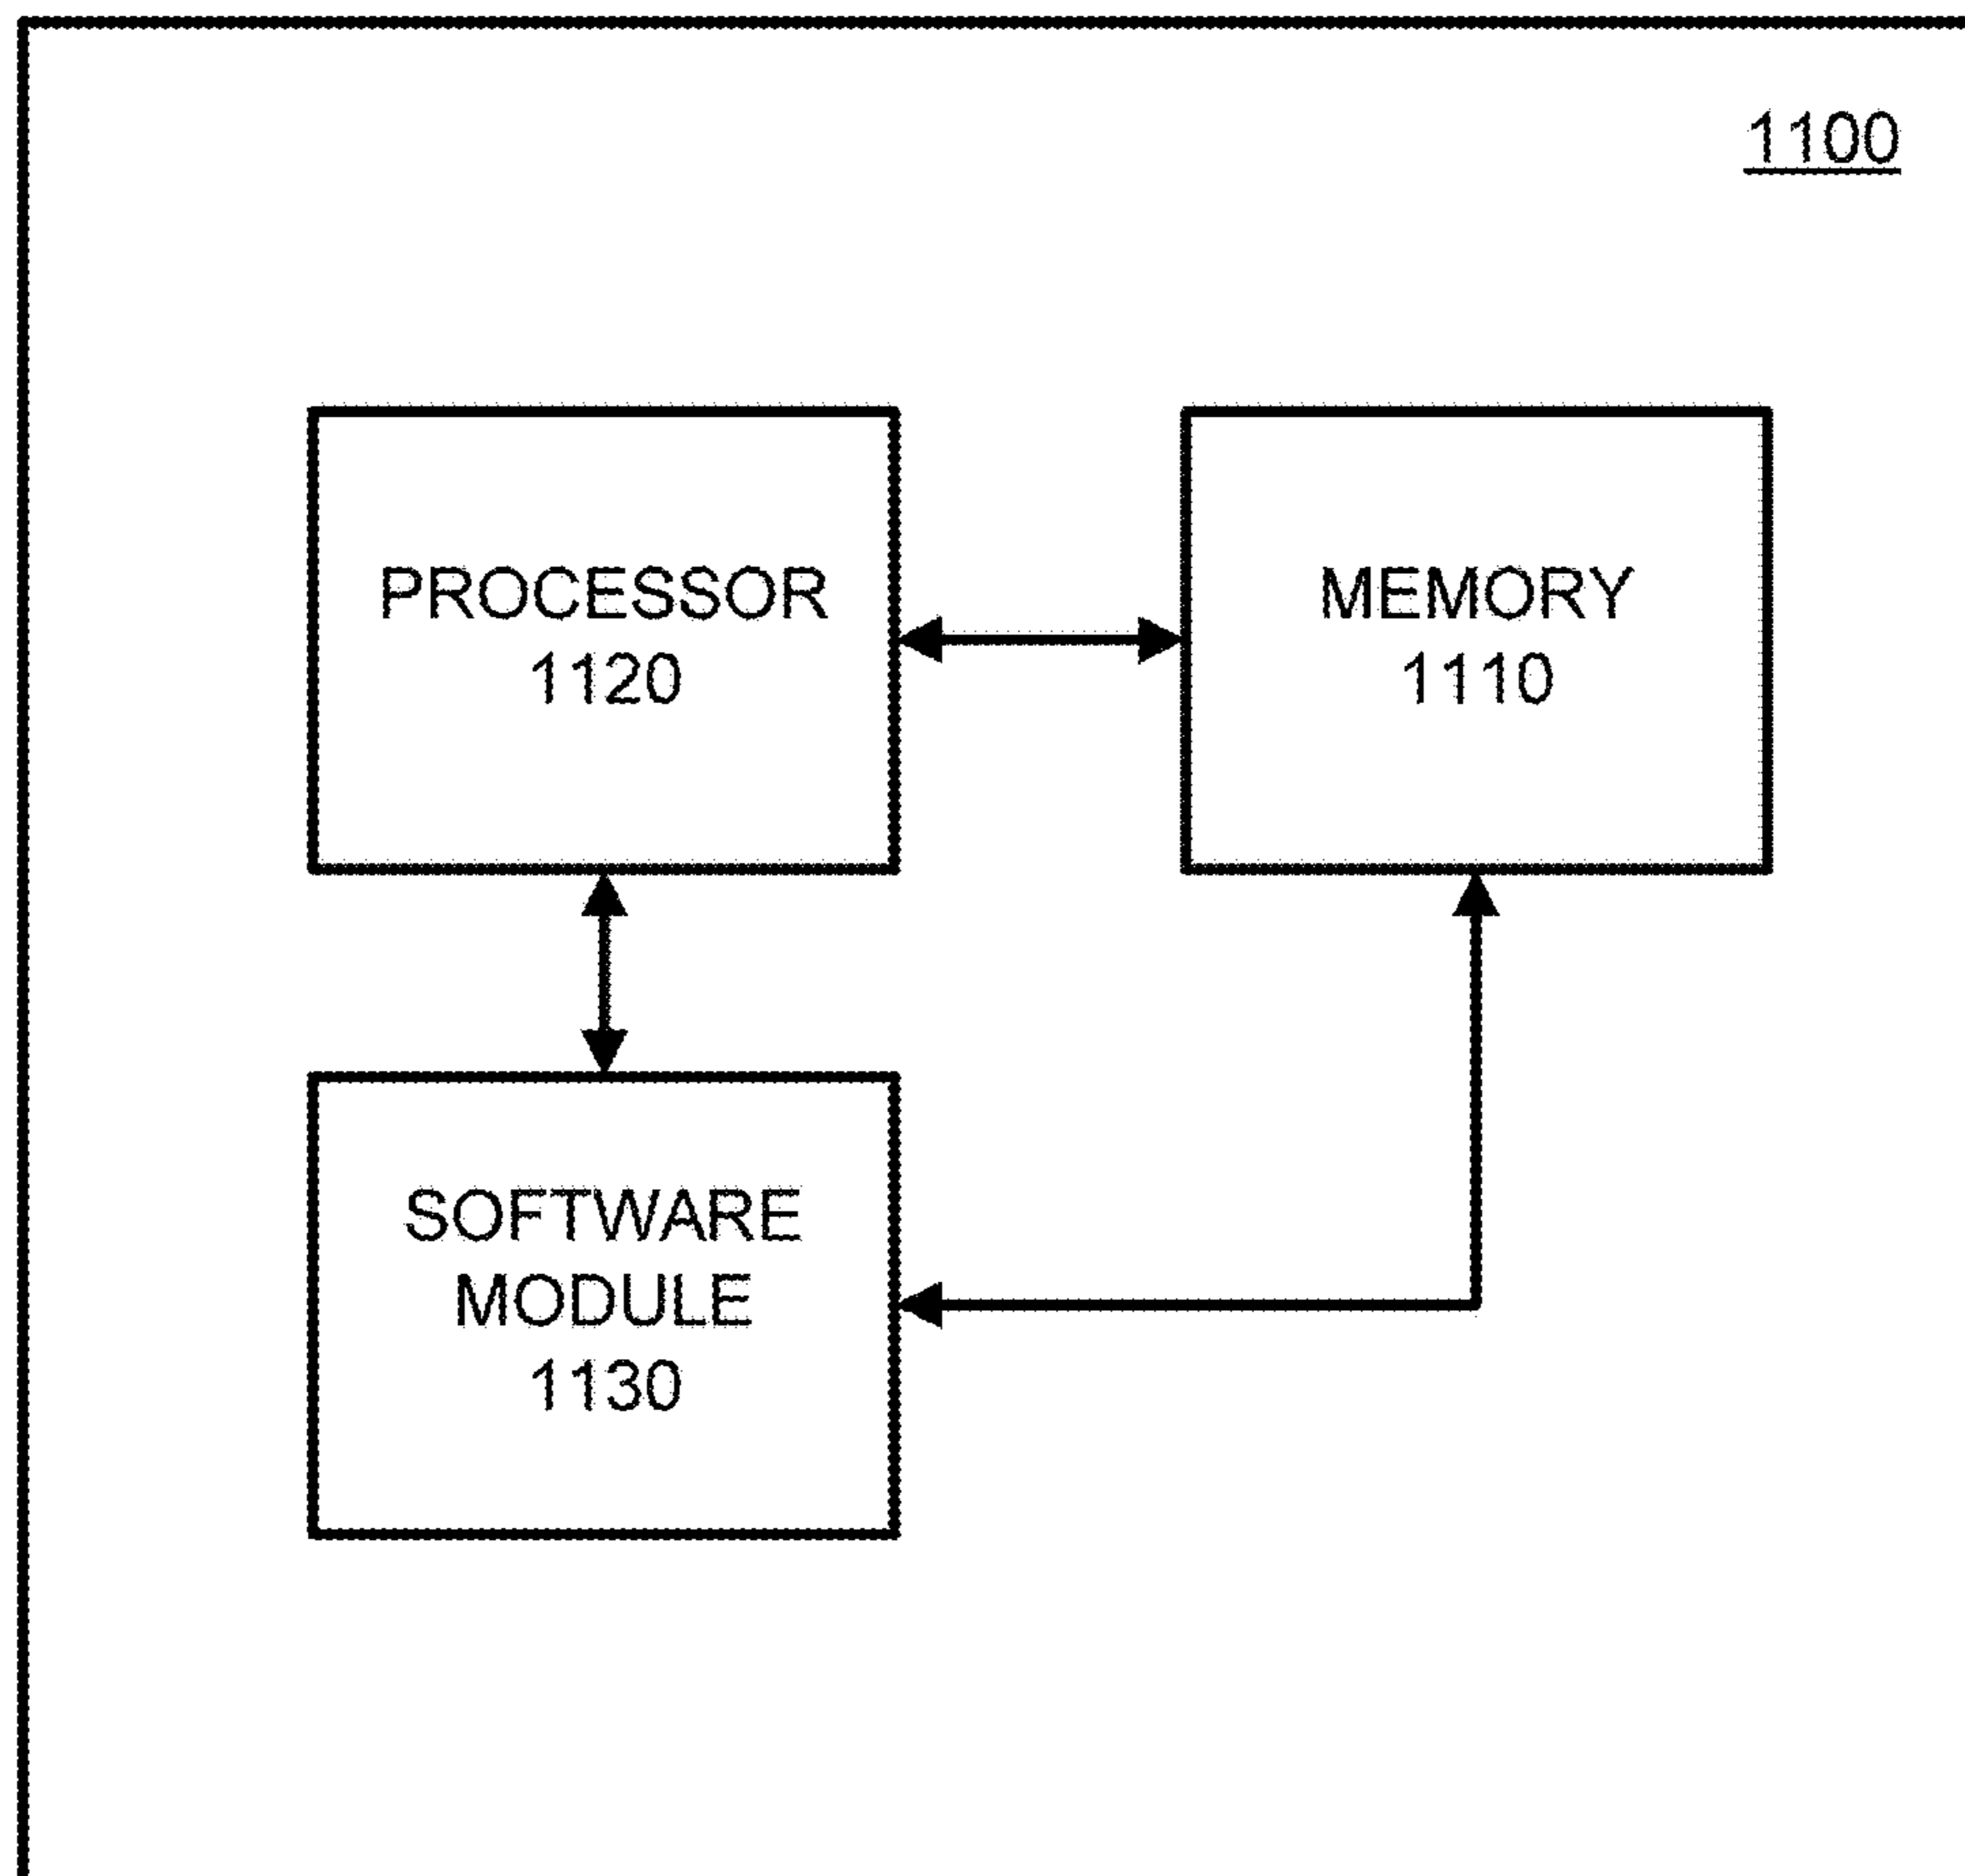 1100
PROCESSOR
1120
MEMORY
1110
SOFTWARE
MODULE
1130